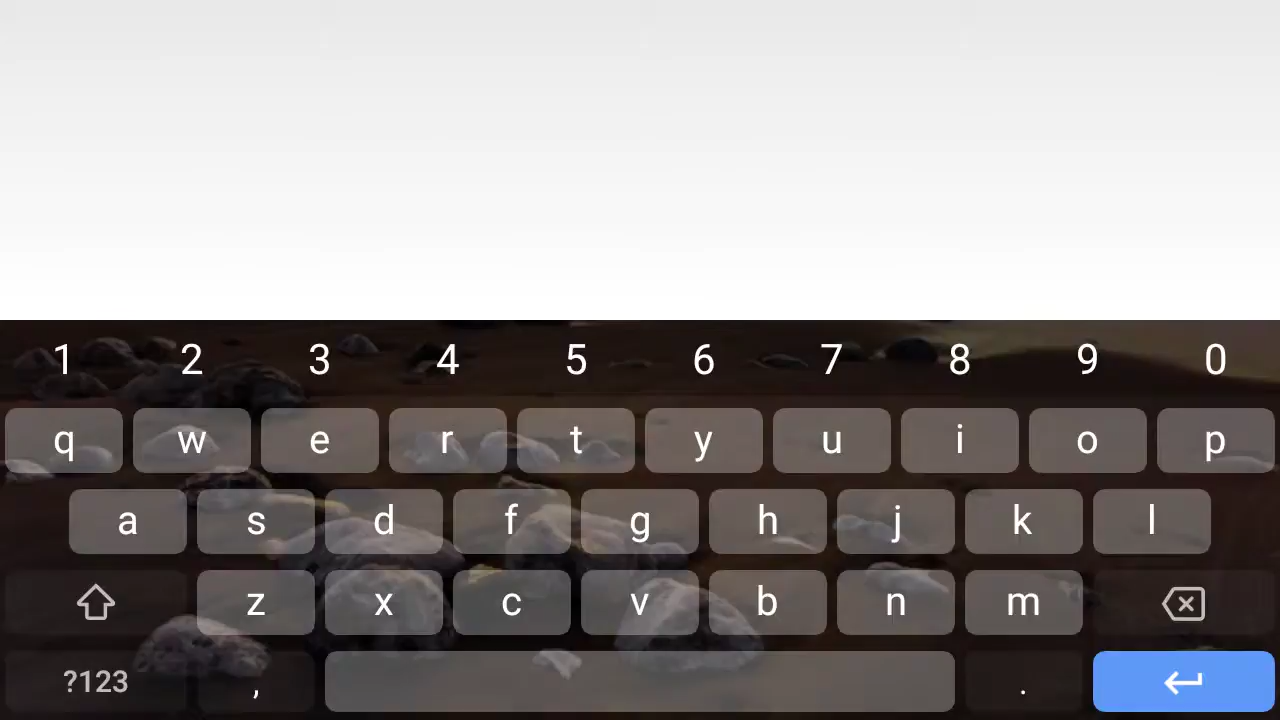 1 2 3 4 5 6 7 8 9 0
q w e r t y u i o p
a s d f g h j k l
z x c v b n m
?123 , .